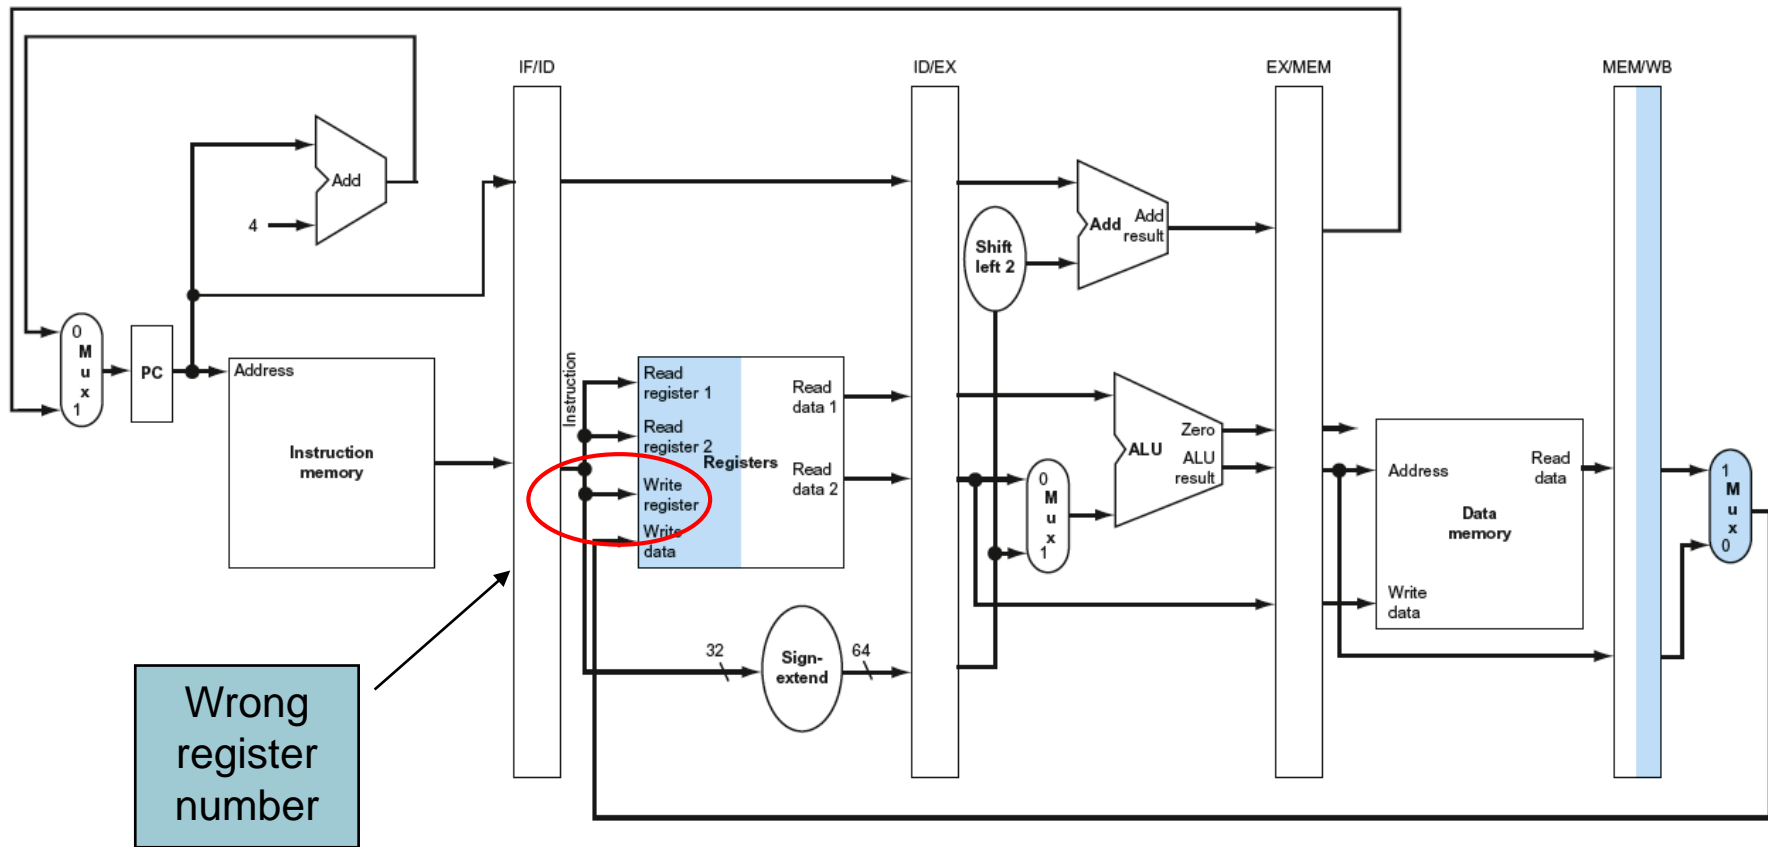 IF/ID
ID/EX
EX/MEM
MEM/WB
Add
4
Shift
left 2
Add
Add
result
0
M
u
x
1
PC
Address
Instruction
memory
Instruction
Read
register 1
Read
register 2
Write
register
Write
data
Registers
Read
data 1
Read
data 2
32
Sign-
extend
64
0
M
u
x
1
ALU
Zero
ALU
result
Address
Write
data
Data
memory
Read
data
1
M
u
x
0
Wrong
register
number